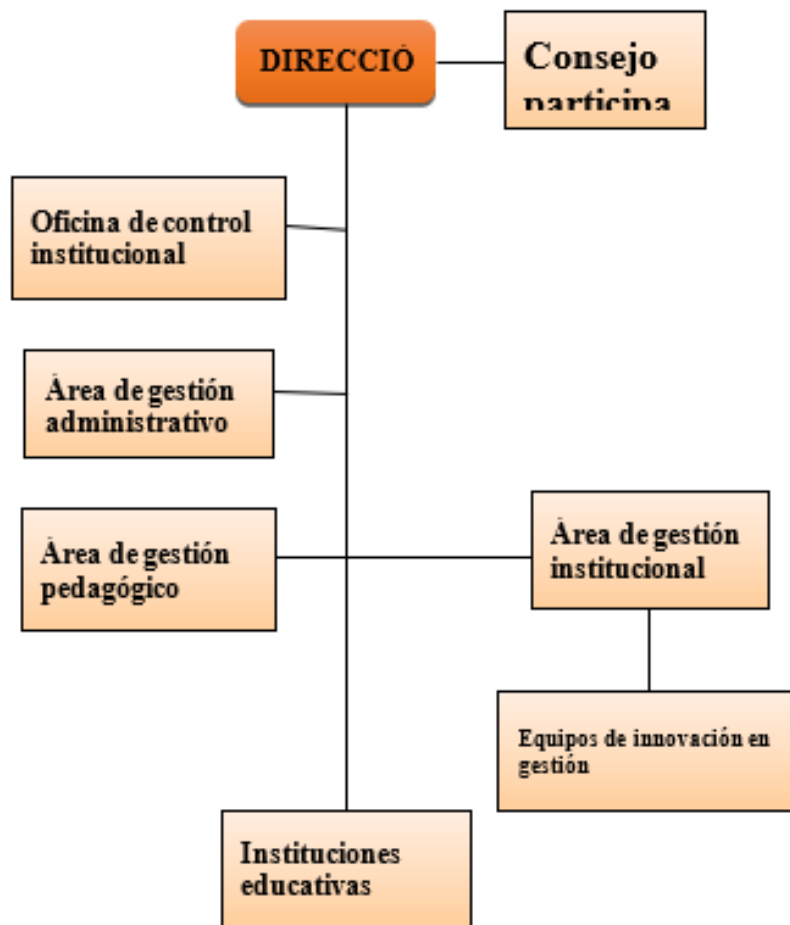 DIRECCIÓ
Consejo
participa
Oficina de control
institucional
Área de gestión
administrativo
Área de gestión
pedagógico
Área de gestión
institucional
Equipos de innovación en
gestión
Instituciones
educativas